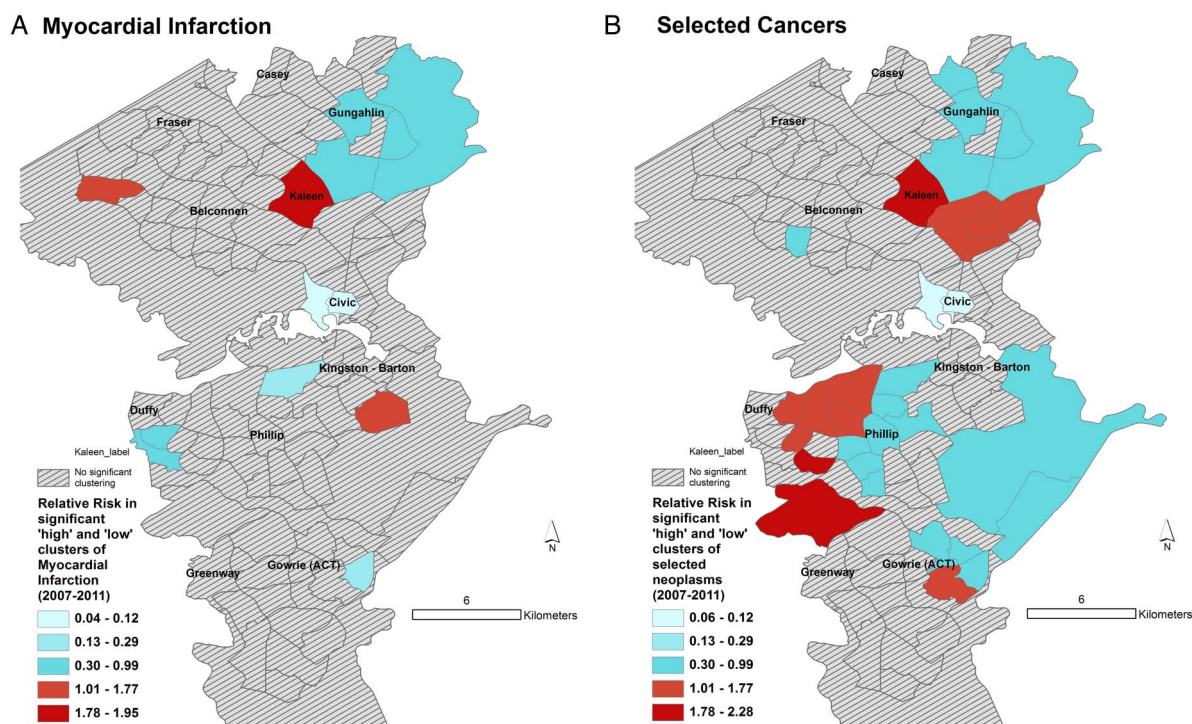 A Myocardial Infarction
Casey
Gungahlin
Fraser
Kaleen
Belconnen
Civic
Kingston - Barton
Duffy
Phillip
Kaleen_label
No significant
clustering
Relative Risk in
significant
'high' and 'low'
clusters of
Myocardial
Infarction
(2007-2011)
Greenway
Gowrie (ACT)
N
0.04 - 0.12
0.13 - 0.29
0.30 - 0.99
1.01 - 1.77
1.78 - 1.95
6
Kilometers
B Selected Cancers
Casey
Gungahlin
Fraser
Kaleen
Belconnen
Civic
Kingston - Barton
Duffy
Phillip
Kaleen_label
No significant
clustering
Relative Risk in
significant
'high' and 'low'
clusters of
selected
neoplasms
(2007-2011)
Greenway
Gowrie (ACT)
N
0.06 - 0.12
0.13 - 0.29
0.30 - 0.99
1.01 - 1.77
1.78 - 2.28
6
Kilometers